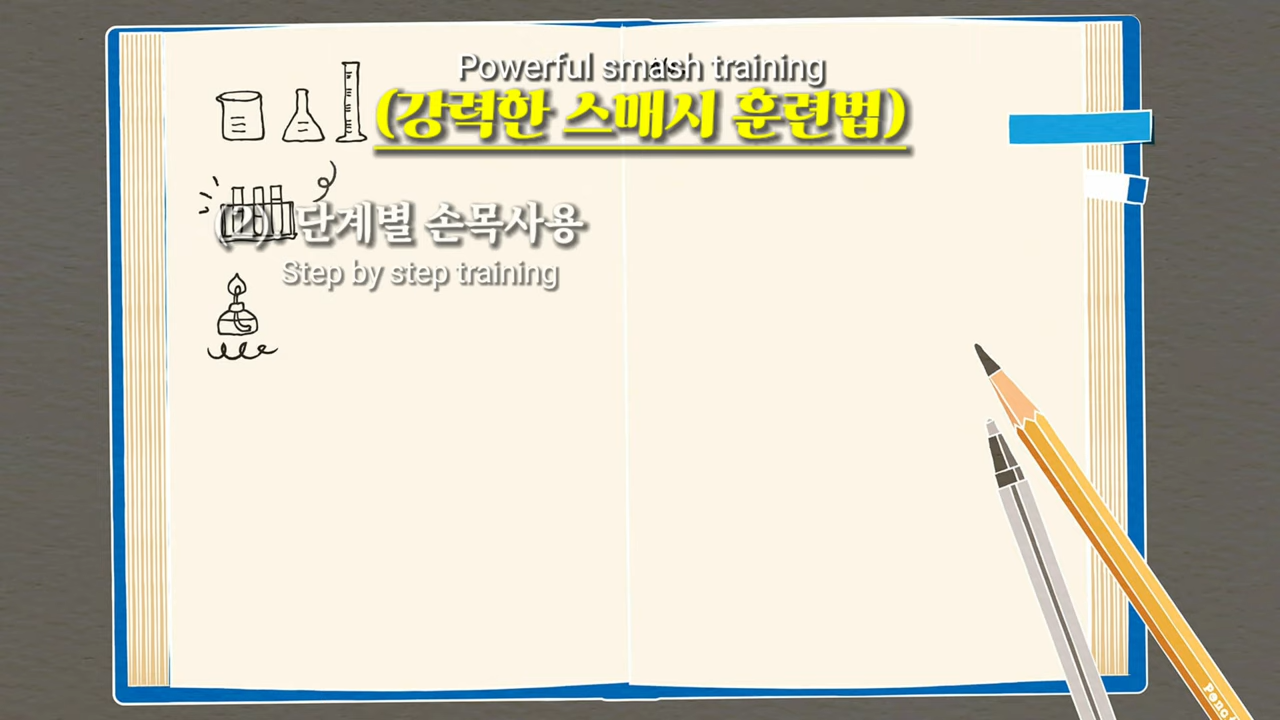 Powerful smash training
(강력한 스매시 훈련법)
(2). 단계별 손목사용
Step by step training